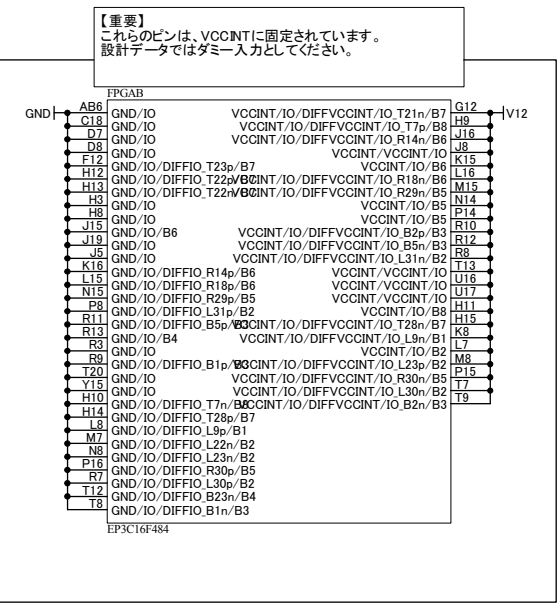 【重要】
これらのピンは、VCCINTに固定されています。
設計データではダミー入力としてください。
FPGAB
GND
AB6 GND/IO VCCINT/IO/DIFFVCCINT/IO_T21n/B7 G12
V12
C18 GND/IO VCCINT/IO/DIFFVCCINT/IO_T7p/B8 H9
D7 GND/IO VCCINT/IO/DIFFVCCINT/IO_R14n/B6 J16
D8 GND/IO VCCINT/VCCINT/IO J8
F12 GND/IO/DIFFIO_T23p/B7 VCCINT/IO/B6 K15
H12 GND/IO/DIFFIO_T22p/B7 VCCINT/IO/DIFFVCCINT/IO_R18n/B6 L16
H13 GND/IO/DIFFIO_T22n/B7 VCCINT/IO/DIFFVCCINT/IO_R29n/B5 M15
H3 GND/IO VCCINT/IO/B5 N14
H8 GND/IO VCCINT/IO/B5 P14
J15 GND/IO/B6 VCCINT/IO/DIFFVCCINT/IO_B2p/B3 R10
J19 GND/IO VCCINT/IO/DIFFVCCINT/IO_B5n/B3 R12
J5 GND/IO VCCINT/IO/DIFFVCCINT/IO_L31n/B2 R8
K16 GND/IO/DIFFIO_R14p/B6 VCCINT/VCCINT/IO T13
L15 GND/IO/DIFFIO_R18p/B6 VCCINT/VCCINT/IO U16
N15 GND/IO/DIFFIO_R29p/B5 VCCINT/VCCINT/IO U17
P8 GND/IO/DIFFIO_L31p/B2 VCCINT/IO/B8 H11
R11 GND/IO/DIFFIO_B5p/B3 VCCINT/IO/DIFFVCCINT/IO_T28n/B7 H15
R13 GND/IO/B4 VCCINT/IO/DIFFVCCINT/IO_L9n/B1 K8
R3 GND/IO VCCINT/IO/B2 L7
R9 GND/IO/DIFFIO_B1p/B3 VCCINT/IO/DIFFVCCINT/IO_L23p/B2 M8
T20 GND/IO VCCINT/IO/DIFFVCCINT/IO_R30n/B5 P15
Y15 GND/IO VCCINT/IO/DIFFVCCINT/IO_L30n/B2 T7
H10 GND/IO/DIFFIO_T7n/B8 VCCINT/IO/DIFFVCCINT/IO_B2n/B3 T9
H14 GND/IO/DIFFIO_T28p/B7
L8 GND/IO/DIFFIO_L9p/B1
M7 GND/IO/DIFFIO_L22n/B2
N8 GND/IO/DIFFIO_L23n/B2
P16 GND/IO/DIFFIO_R30p/B5
R7 GND/IO/DIFFIO_L30p/B2
T12 GND/IO/DIFFIO_B23n/B4
T8 GND/IO/DIFFIO_B1n/B3
EP3C16F484